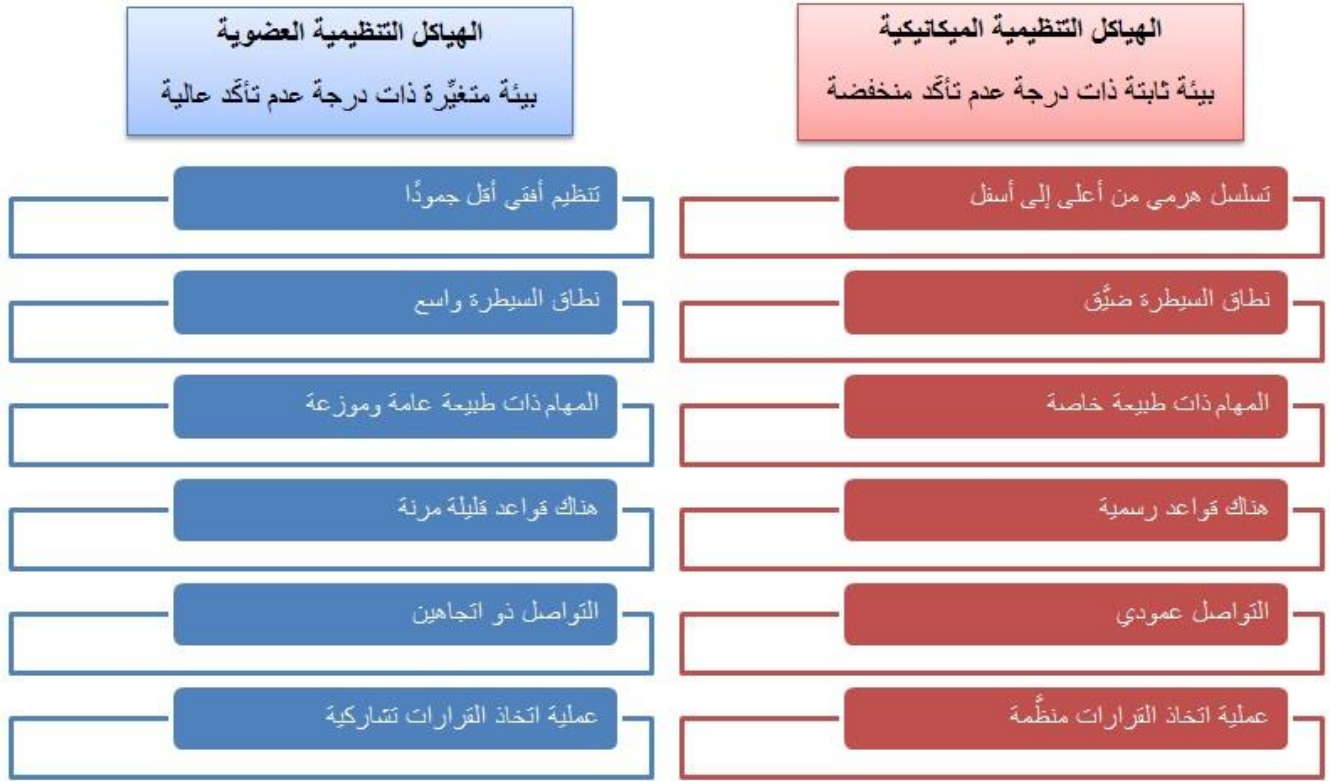 الهياكل التنظيمية الميكانيكية
بيئة ثابتة ذات درجة عدم تأكّد منخفضة
تسلسل هرمي من أعلى إلى أسفل
نطاق السيطرة ضيِّق
المهام ذات طبيعة خاصة
هناك قواعد رسمية
التواصل عمودي
عملية اتخاذ القرارات منظَّمة
الهياكل التنظيمية العضوية
بيئة متغيِّرة ذات درجة عدم تأكّد عالية
تنظيم أفقي أقل جمودًا
نطاق السيطرة واسع
المهام ذات طبيعة عامة وموزعة
هناك قواعد قليلة مرنة
التواصل ذو اتجاهين
عملية اتخاذ القرارات تشاركية